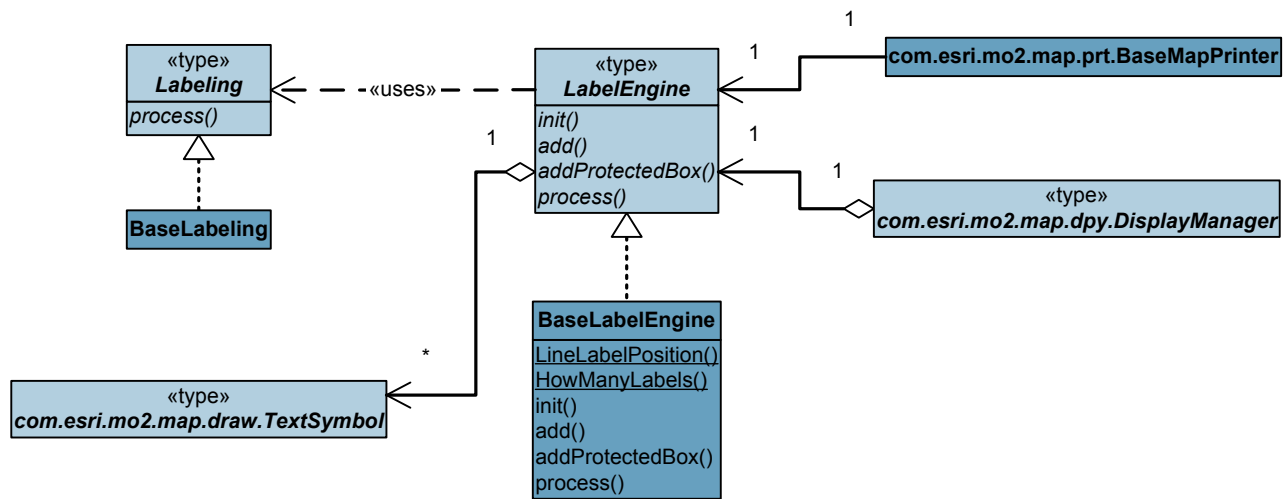 «type»
Labeling
process()
BaseLabeling
«uses»
«type»
LabelEngine
init()
add()
addProtectedBox()
process()
1
1
com.esri.mo2.map.prt.BaseMapPrinter
1
1
«type»
com.esri.mo2.map.dpy.DisplayManager
1
*
«type»
com.esri.mo2.map.draw.TextSymbol
BaseLabelEngine
LineLabelPosition()
HowManyLabels()
init()
add()
addProtectedBox()
process()